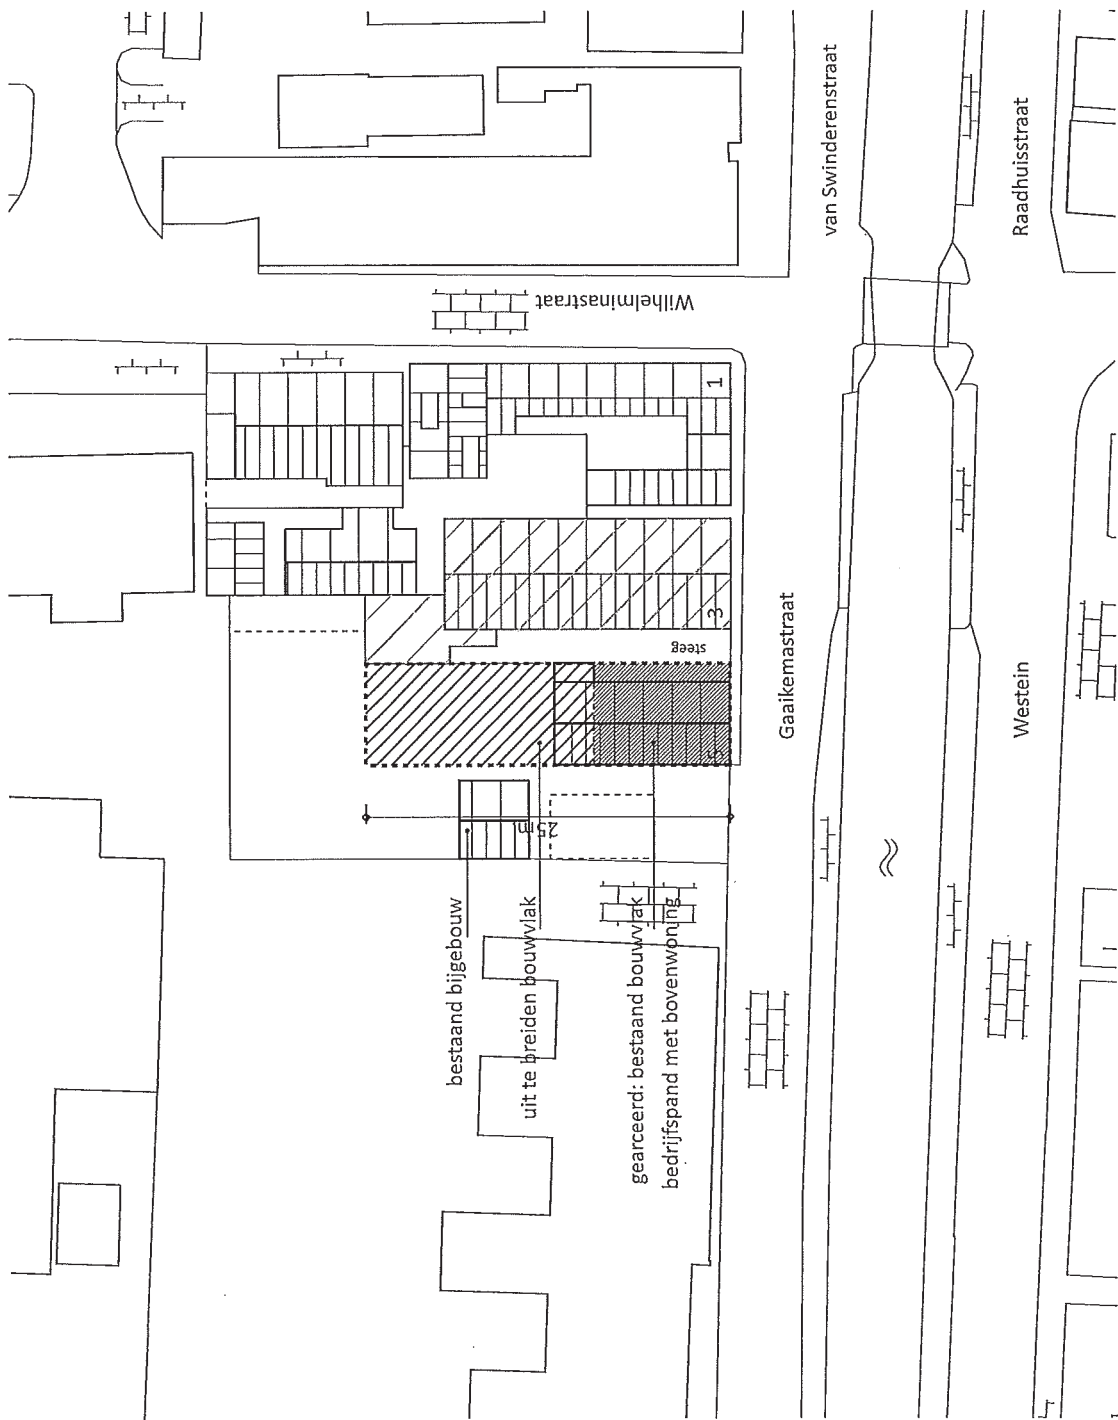 bestaand bijgebouw
uit te breiden bouwvlak
gearceerd: bestaand bouwvlak
bedrijfspand met bovenwoning
25m.
5
steeg
3
1
Wilhelminastraat
Gaaikemastraat
van Swinderenstraat
Westein
Raadhuisstraat